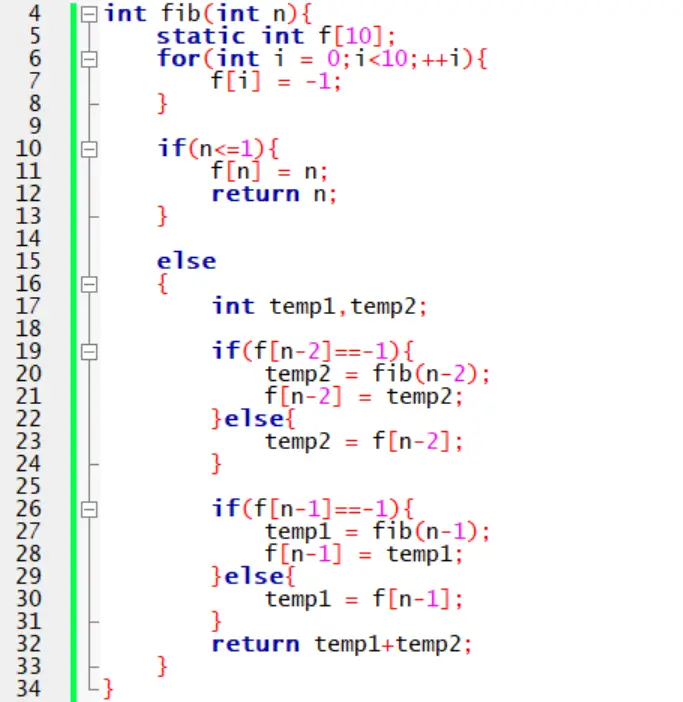 4 int fib(int n){
5 static int f[10];
6 for(int i = 0;i<10;++i){
7 f[i] = -1;
8 }
9
10 if(n<=1){
11 f[n] = n;
12 return n;
13 }
14
15 else
16 {
17 int temp1,temp2;
18
19 if(f[n-2]==-1){
20 temp2 = fib(n-2);
21 f[n-2] = temp2;
22 }else{
23 temp2 = f[n-2];
24 }
25
26 if(f[n-1]==-1){
27 temp1 = fib(n-1);
28 f[n-1] = temp1;
29 }else{
30 temp1 = f[n-1];
31 }
32 return temp1+temp2;
33 }
34 }